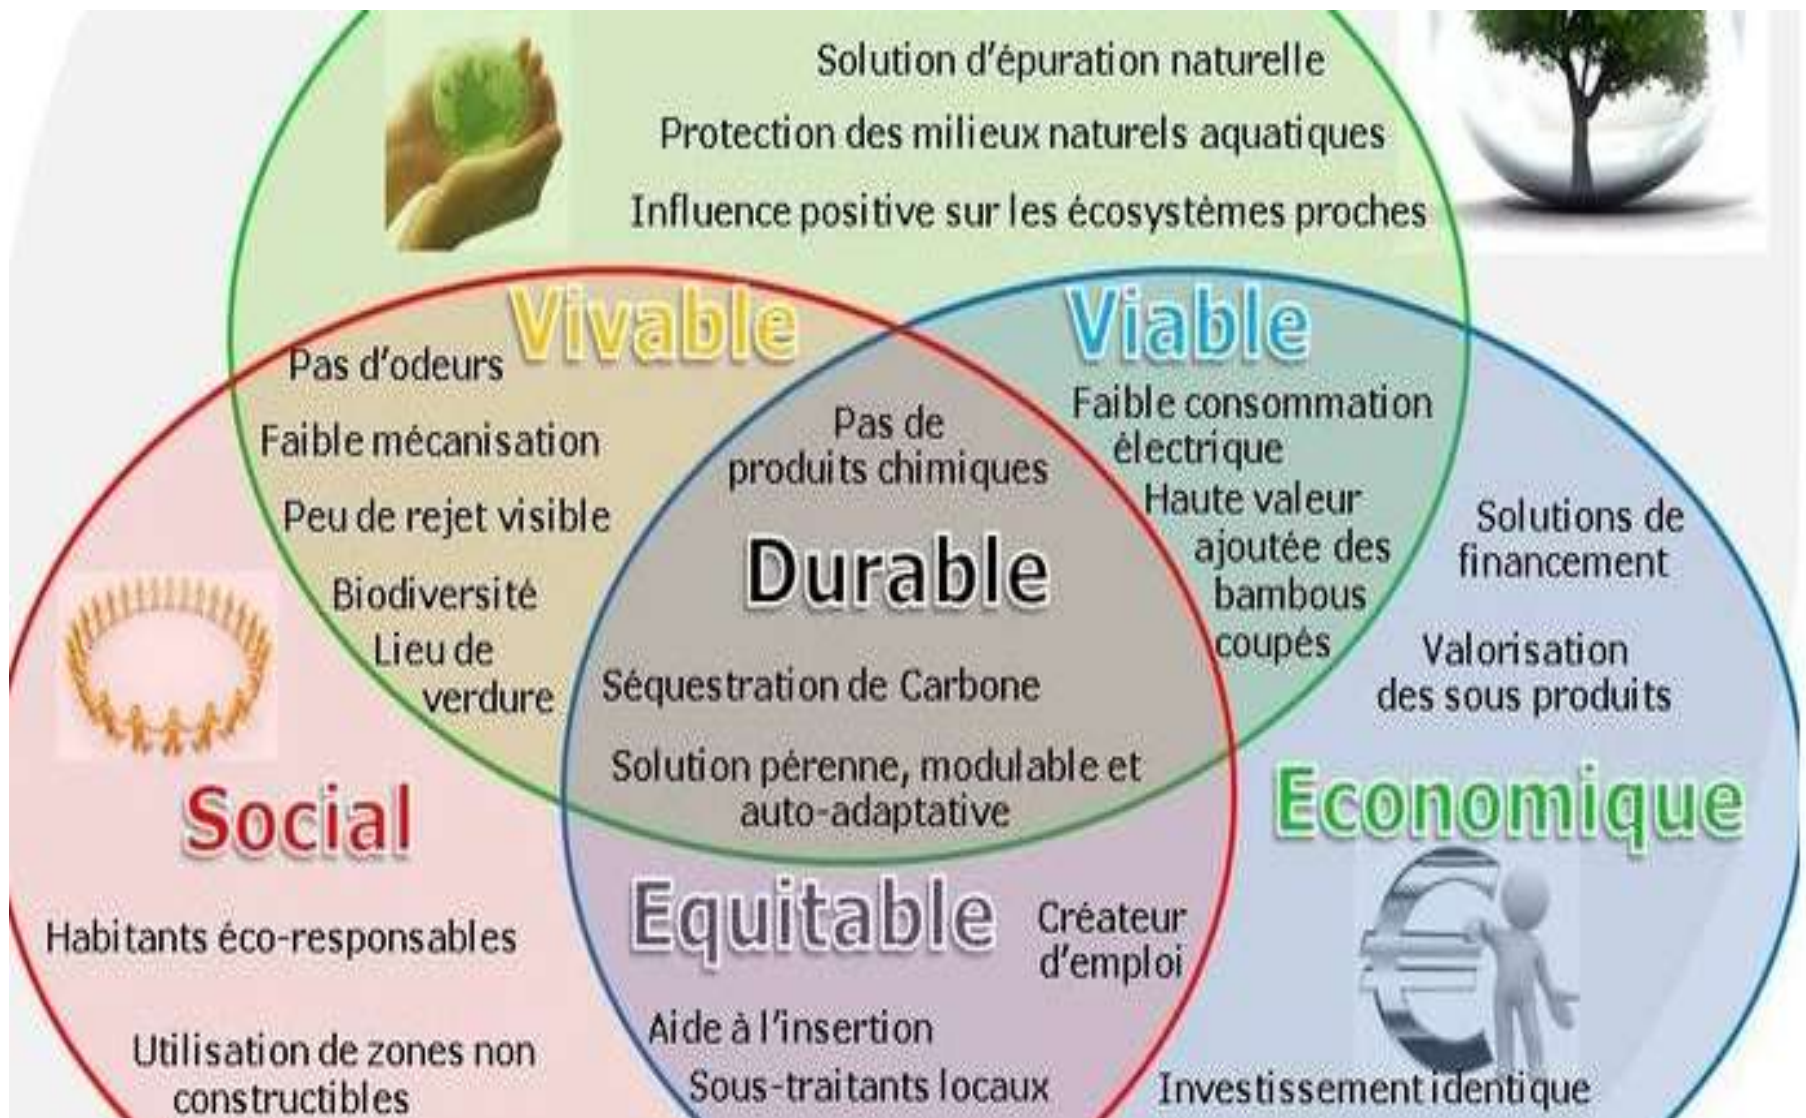 Solution d'épuration naturelle
Protection des milieux naturels aquatiques
Influence positive sur les écosystèmes proches
Vivable
Pas d'odeurs
Faible mécanisation
Peu de rejet visible
Biodiversité
Lieu de
verdure
Viable
Faible consommation
électrique
Haute valeur
ajoutée des
bambous
coupés
Pas de
produits chimiques
Durable
Séquestration de Carbone
Solution pérenne, modulable et
auto-adaptative
Solutions de
financement
Valorisation
des sous produits
Economique
Investissement identique
Social
Habitants éco-responsables
Utilisation de zones non
constructibles
Equitable
Créateur
d'emploi
Aide à l'insertion
Sous-traitants locaux